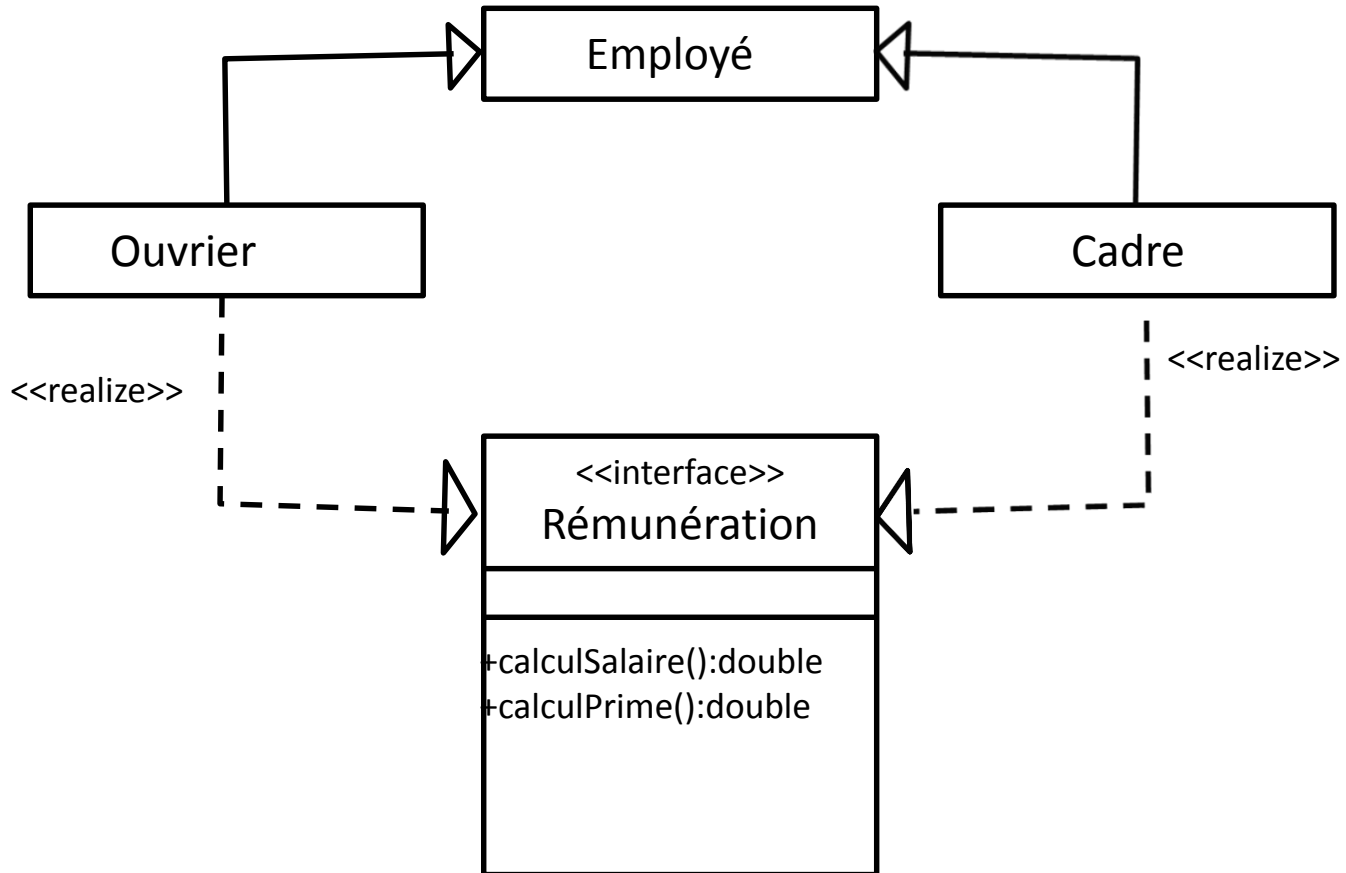 Employé
Ouvrier
Cadre
<<realize>>
<<realize>>
<<interface>>
Rémunération
+calculSalaire():double
+calculPrime():double